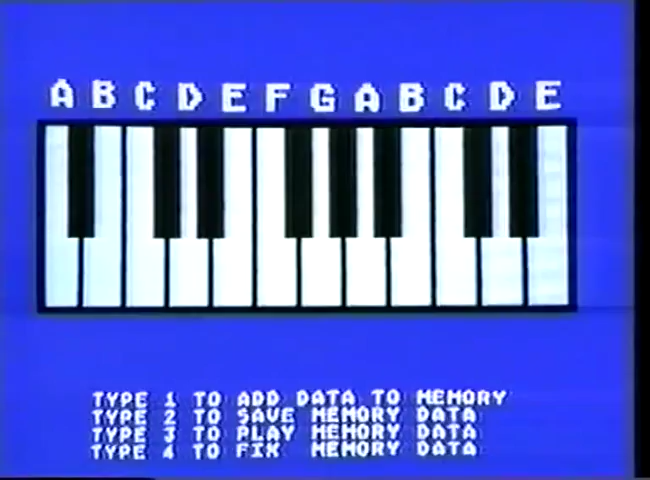 A B C D E F G A B C D E
TYPE 1 TO ADD DATA TO MEMORY
TYPE 2 TO SAVE MEMORY DATA
TYPE 3 TO PLAY MEMORY DATA
TYPE 4 TO FIX MEMORY DATA